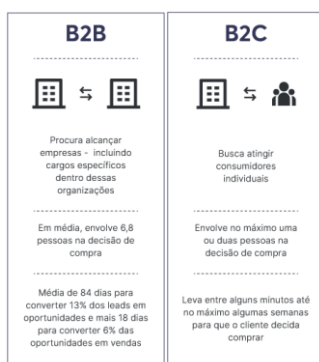 B2B
Procura alcançar
empresas - incluindo
cargos específicos
dentro dessas
organizações
Em média, envolve 6,8
pessoas na decisão de
compra
Média de 84 dias para
converter 13% dos leads em
oportunidades e mais 18 dias
para converter 6% das
oportunidades em vendas
B2C
Busca atingir
consumidores
individuais
Envolve no máximo uma
ou duas pessoas na
decisão de compra
Leva entre alguns minutos até
no máximo algumas semanas
para que o cliente decida
comprar